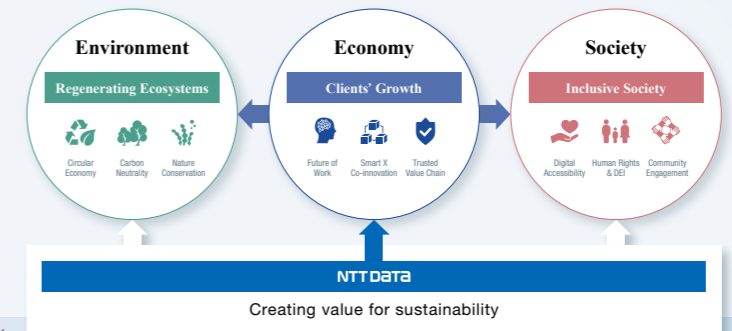 Environment
Regenerating Ecosystems
Circular
Economy
Carbon
Neutrality
Nature
Conservation
Economy
Clients' Growth
Future of
Work
Smart X
Co-innovation
Trusted
Value Chain
Society
Inclusive Society
Digital
Accessibility
Human Rights
& DEI
Community
Engagement
NTT DATA
Creating value for sustainability